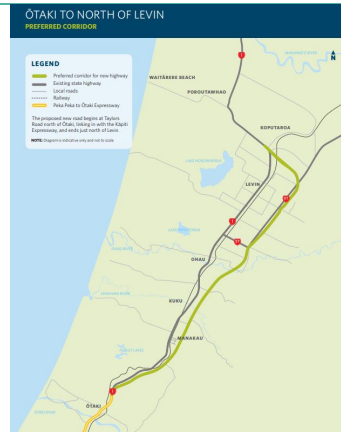 ŌTAKI TO NORTH OF LEVIN
PREFERRED CORRIDOR
LEGEND
Preferred corridor for new highway
Existing state highway
Local roads
Railway
Peka Peka to Ōtaki Expressway
The proposed new road begins at Taylors
Road north of Ōtaki, linking in with the Kāpiti
Expressway, and ends just north of Levin.
NOTE: Diagram is indicative only and not to scale
N
1
WAITĀRERE BEACH
POROUTAWHAO
KOPUTAROA
LEVIN
57
1
57
OHAU
KUKU
MANAKAU
1
ŌTAKI